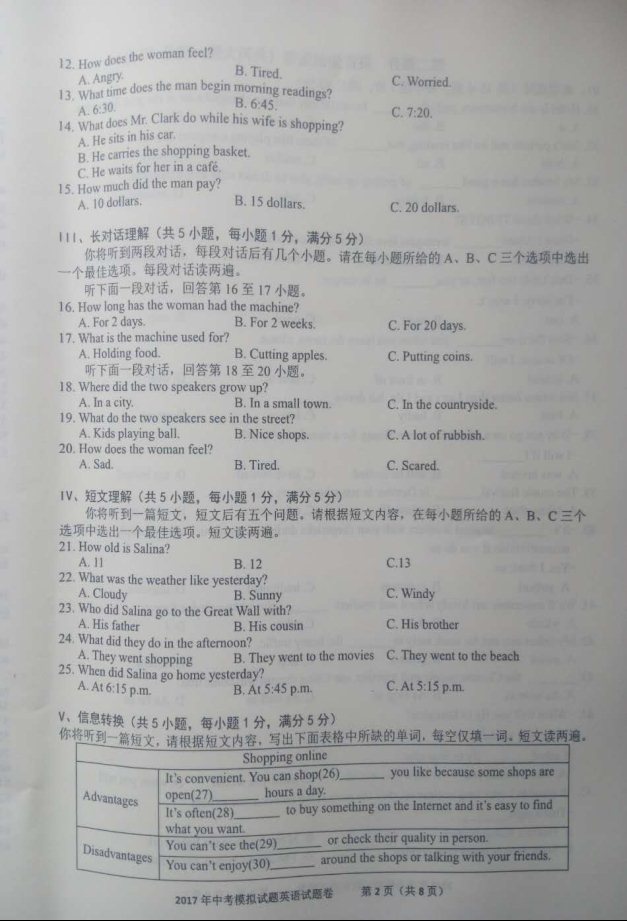 12. How does the woman feel?
A. Angry. B. Tired. C. Worried.
13. What time does the man begin morning readings?
A. 6:30. B. 6:45. C. 7:20.
14. What does Mr. Clark do while his wife is shopping?
A. He sits in his car.
B. He carries the shopping basket.
C. He waits for her in a café.
15. How much did the man pay?
A. 10 dollars. B. 15 dollars. C. 20 dollars.
III、长对话理解（共 5 小题，每小题 1 分，满分 5 分）
你将听到两段对话，每段对话后有几个小题。请在每小题所给的 A、B、C 三个选项中选出
一个最佳选项。每段对话读两遍。
听下面一段对话，回答第 16 至 17 小题。
16. How long has the woman had the machine?
A. For 2 days. B. For 2 weeks. C. For 20 days.
17. What is the machine used for?
A. Holding food. B. Cutting apples. C. Putting coins.
听下面一段对话，回答第 18 至 20 小题。
18. Where did the two speakers grow up?
A. In a city. B. In a small town. C. In the countryside.
19. What do the two speakers see in the street?
A. Kids playing ball. B. Nice shops. C. A lot of rubbish.
20. How does the woman feel?
A. Sad. B. Tired. C. Scared.
IV、短文理解（共 5 小题，每小题 1 分，满分 5 分）
你将听到一篇短文，短文后有五个问题。请根据短文内容，在每小题所给的 A、B、C 三个
选项中选出一个最佳选项。短文读两遍。
21. How old is Salina?
A. 11 B. 12 C.13
22. What was the weather like yesterday?
A. Cloudy B. Sunny C. Windy
23. Who did Salina go to the Great Wall with?
A. His father B. His cousin C. His brother
24. What did they do in the afternoon?
A. They went shopping B. They went to the movies C. They went to the beach
25. When did Salina go home yesterday?
A. At 6:15 p.m. B. At 5:45 p.m. C. At 5:15 p.m.
V、信息转换（共 5 小题，每小题 1 分，满分 5 分）
你将听到一篇短文，请根据短文内容，写出下面表格中所缺的单词，每空仅填一词。短文读两遍。
Shopping online
Advantages
It's convenient. You can shop(26)______ you like because some shops are
open(27)______ hours a day.
It's often(28)______ to buy something on the Internet and it's easy to find
what you want.
Disadvantages
You can't see the(29)______ or check their quality in person.
You can't enjoy(30)______ around the shops or talking with your friends.
2017 年中考模拟试题英语试题卷 第 2 页（共 8 页）